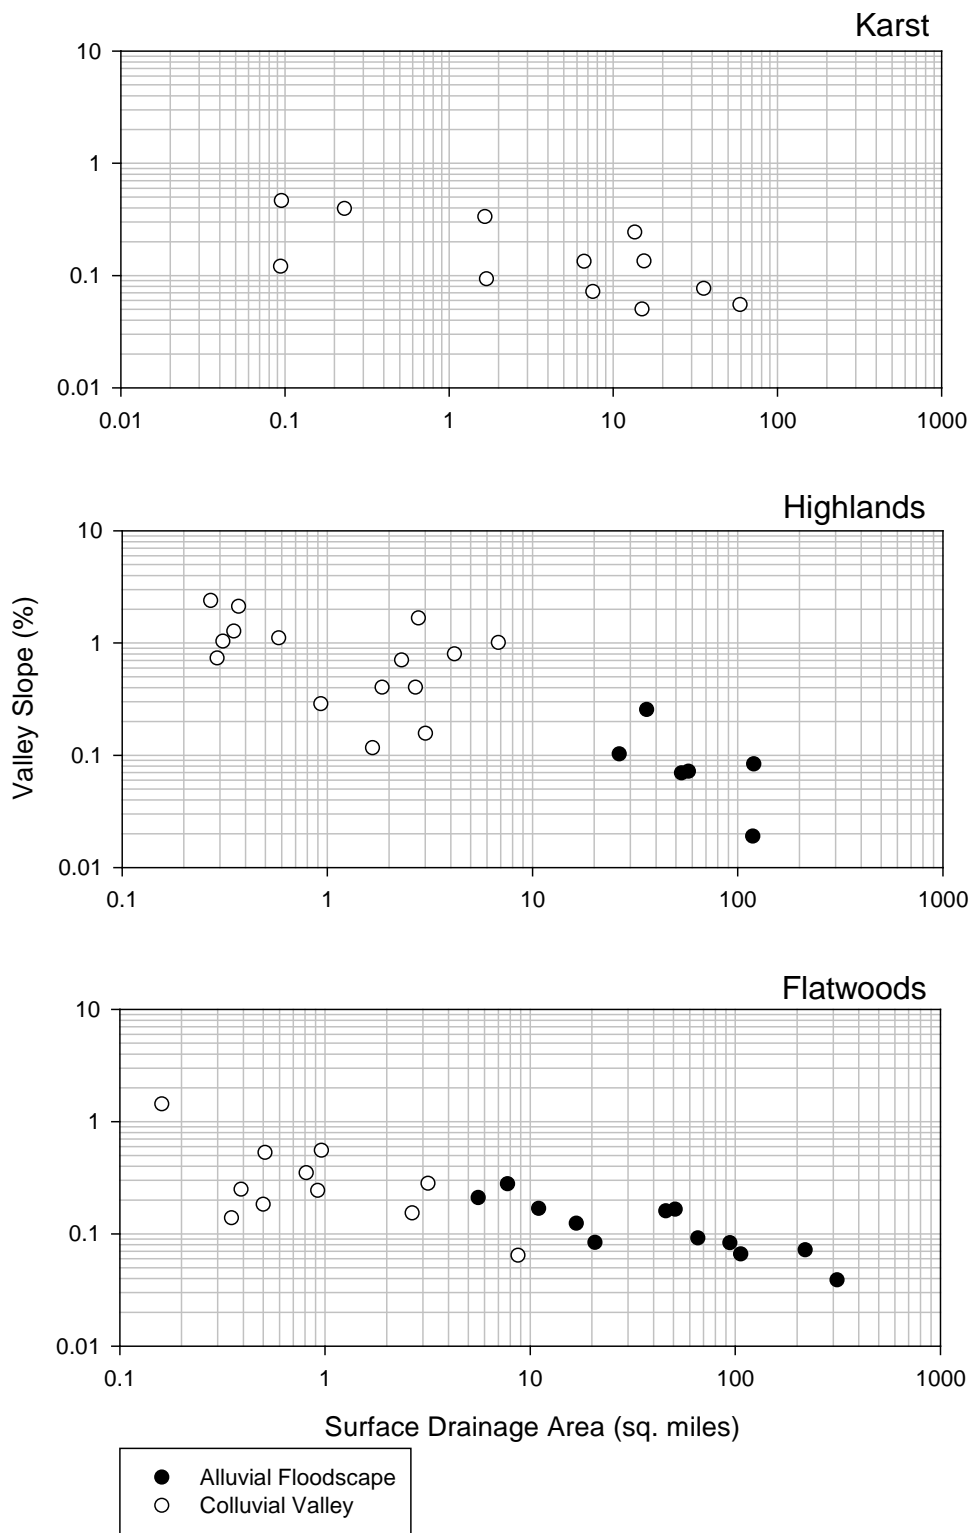 Karst
10
1
0.1
0.01
0.01 0.1 1 10 100 1000
Highlands
10
1
0.1
0.01
0.1 1 10 100 1000
Valley Slope (%)
Flatwoods
10
1
0.1
0.01
0.1 1 10 100 1000
Surface Drainage Area (sq. miles)
Alluvial Floodscape
Colluvial Valley